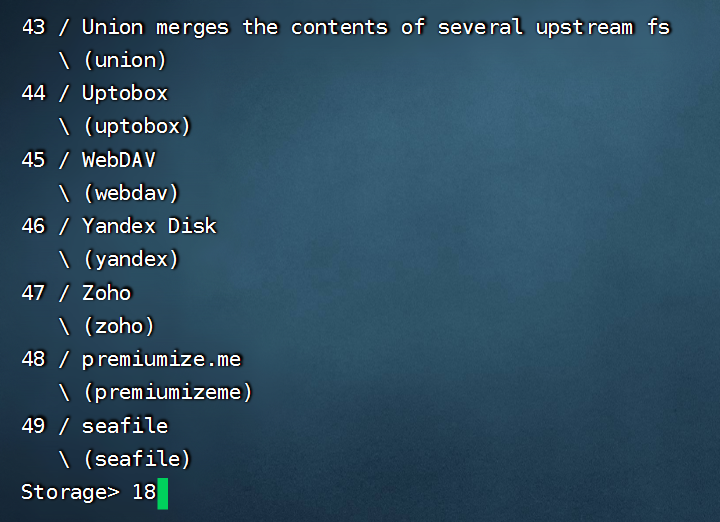 43 / Union merges the contents of several upstream fs
\ (union)
44 / Uptobox
\ (uptobox)
45 / WebDAV
\ (webdav)
46 / Yandex Disk
\ (yandex)
47 / Zoho
\ (zoho)
48 / premiumize.me
\ (premiumizeme)
49 / seafile
\ (seafile)
Storage> 18